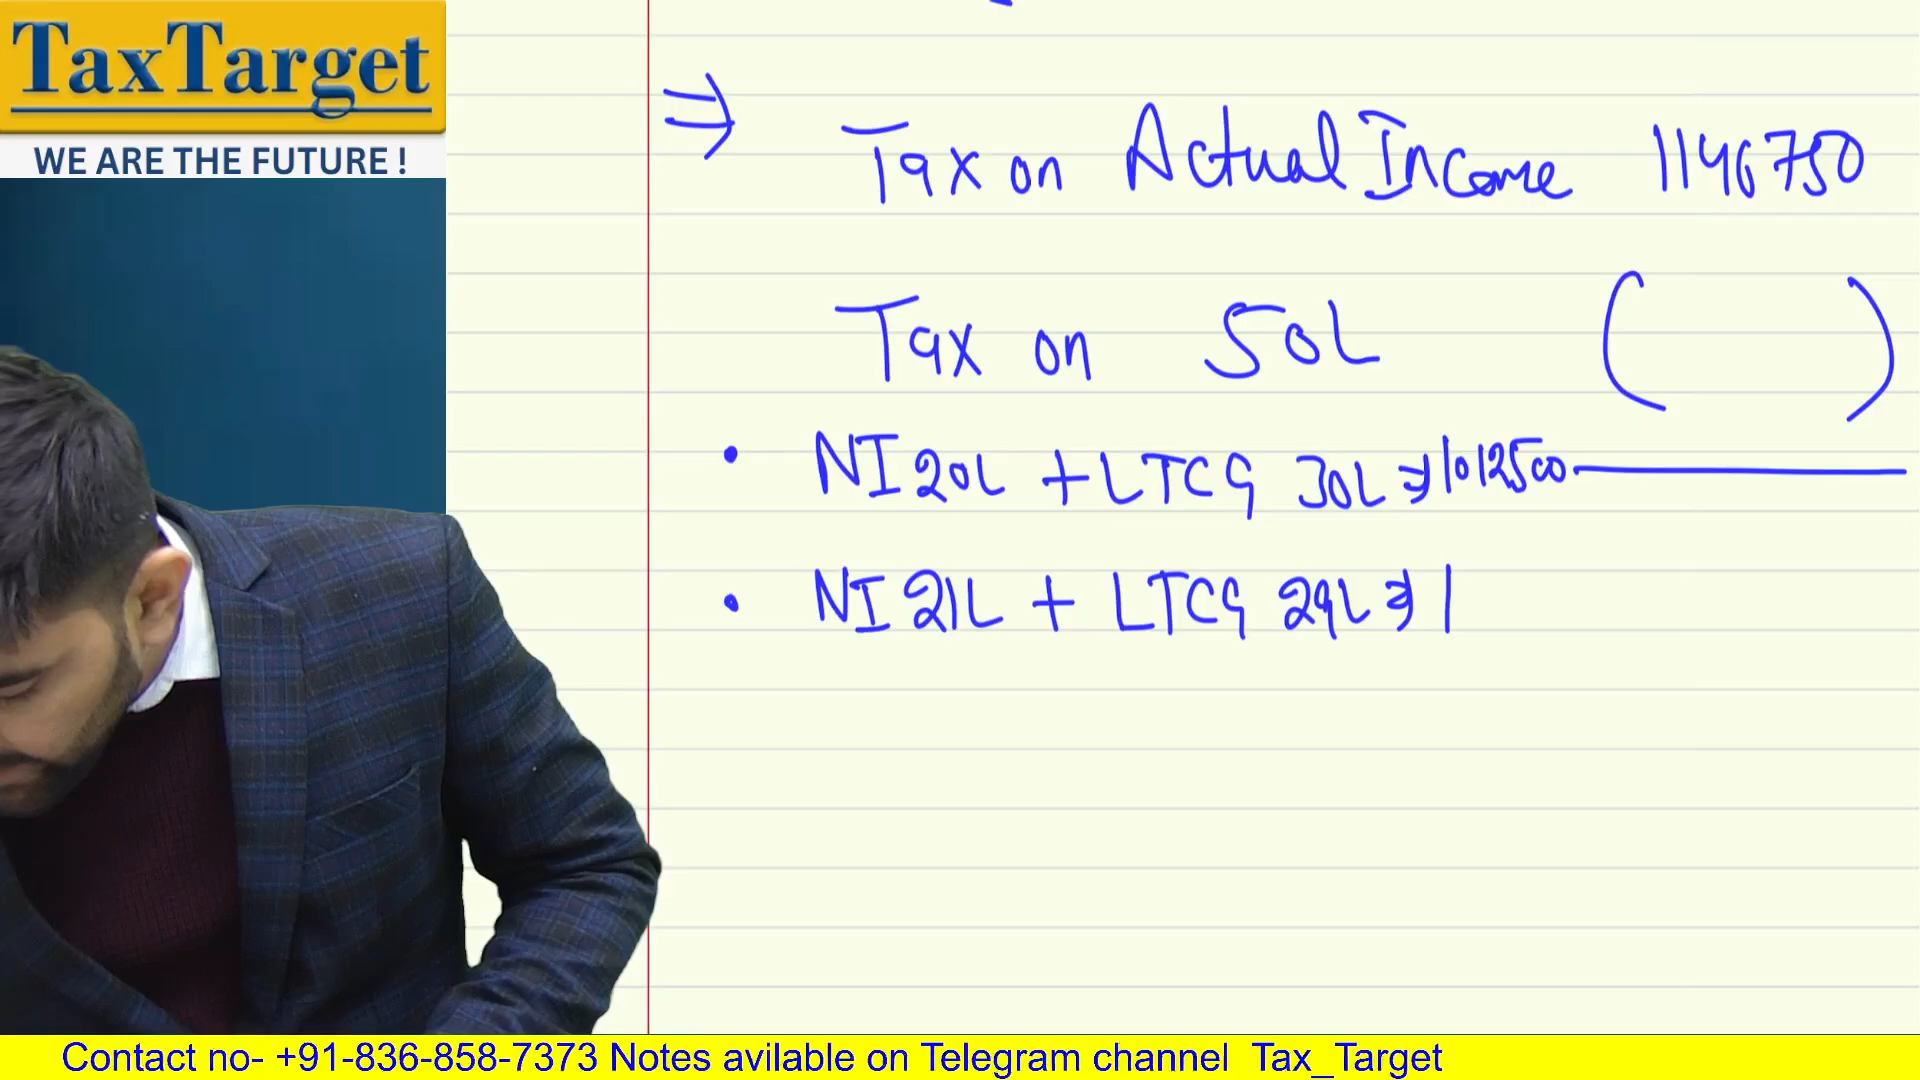 TaxTarget
WE ARE THE FUTURE !
⇒ Tax on Actual Income 1146750
Tax on 50L ( )
• NI 20L + LTCG 30L ⇒ 1012500
• NI 21L + LTCG 29L ⇒ 1
Contact no- +91-836-858-7373 Notes avilable on Telegram channel Tax_Target